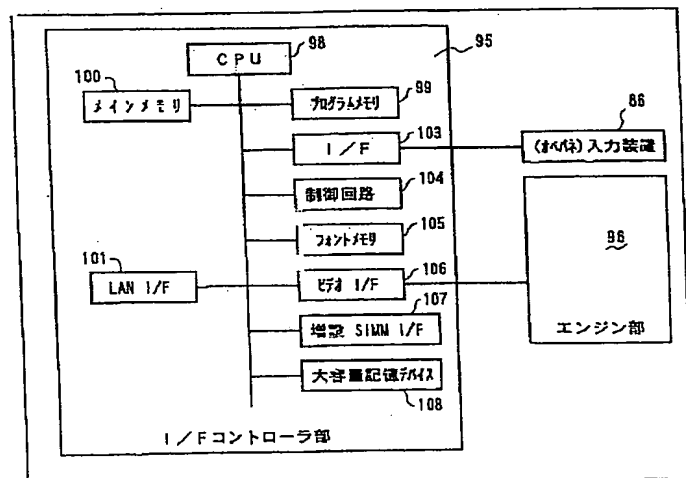 CPU
98
95
100
メインメモリ
プログラムメモリ
99
I/F
103
86
(オペパネ)入力装置
制御回路
104
フォントメモリ
105
96
101
LAN I/F
ビデオ I/F
106
107
増設 SIMM I/F
エンジン部
大容量記憶デバイス
108
I/Fコントローラ部